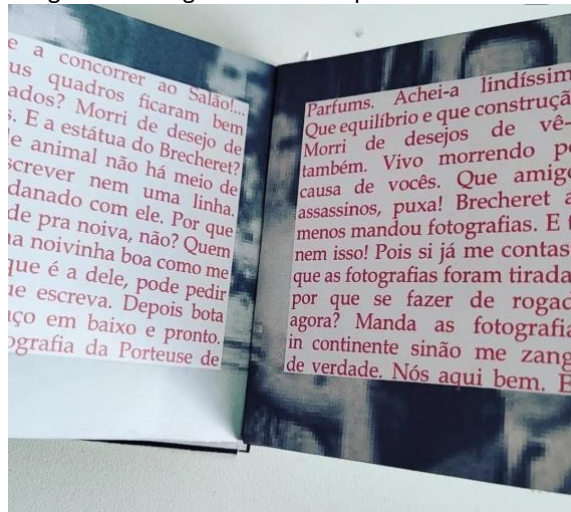 e a concorrer ao Salão!...
us quadros ficaram bem
ados? Morri de desejo de
s. E a estátua do Brecheret?
e animal não há meio de
screver nem uma linha.
danado com ele. Por que
de pra noiva, não? Quem
na noivinha boa como me
que é a dele, pode pedir
ue escreva. Depois bota
aço em baixo e pronto.
ografia da Porteuse de
Parfums. Achei-a lindíssim
Que equilíbrio e que construçã
Morri de desejos de vê-
também. Vivo morrendo p
causa de vocês. Que amig
assassinos, puxa! Brecheret a
menos mandou fotografias. E t
nem isso! Pois si já me contas
que as fotografias foram tirada
por que se fazer de rogad
agora? Manda as fotografia
in continente sinão me zang
de verdade. Nós aqui bem. E